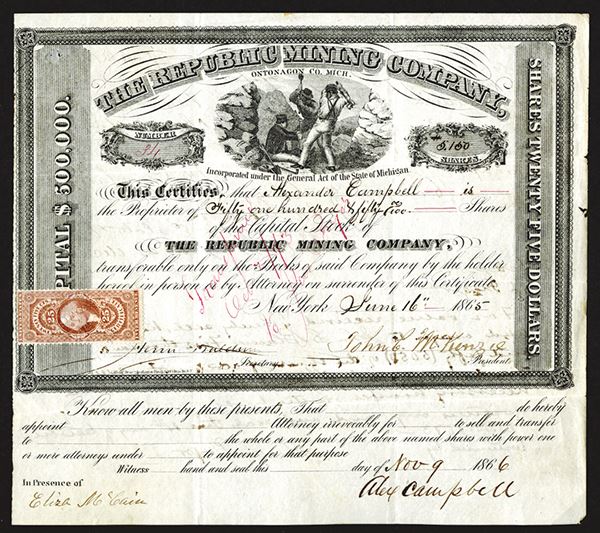 THE REPUBLIC MINING COMPANY,
ONTONAGON CO. MICH.
NUMBER
24
5,150
SHARES
CAPITAL $500,000.
SHARES TWENTY FIVE DOLLARS.
Incorporated under the General Act of the State of Michigan
This Certifies, that Alexander Campbell is
the Proprietor of Fifty one hundred & fifty Shares
of the Capital Stock of
THE REPUBLIC MINING COMPANY,
transferable only on the Books of said Company by the holder
hereof in person or by Attorney on surrender of this Certificate
New York June 16th 1865
25 25
Secretary
John L McKenzie
President
Know all men by these presents, That do hereby
appoint Attorney irrevocably for to sell and transfer
to the whole or any part of the above named shares with power one
or more attorneys under to appoint for that purpose
Witness hand and seal this day of Nov 9 1866
In Presence of
Alex Campbell
Eliza McCain